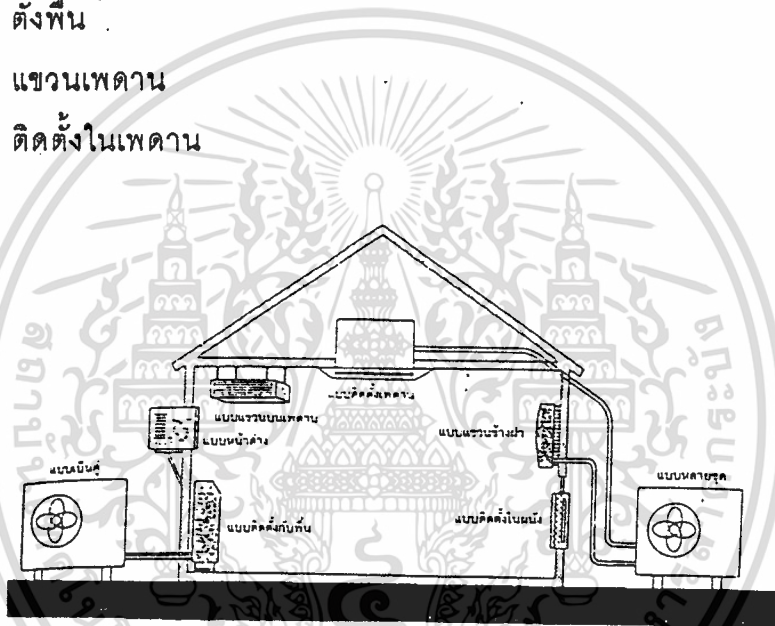 ตั้งพื้น
แขวนเพดาน
ติดตั้งในเพดาน
แบบติดตั้งเพดาน
แบบแขวนบนเพดาน
แบบหน้าต่าง
แบบแขวนข้างฝา
แบบเป็นคู่
แบบหลายชุด
แบบติดตั้งกับพื้น
แบบติดตั้งในผนัง